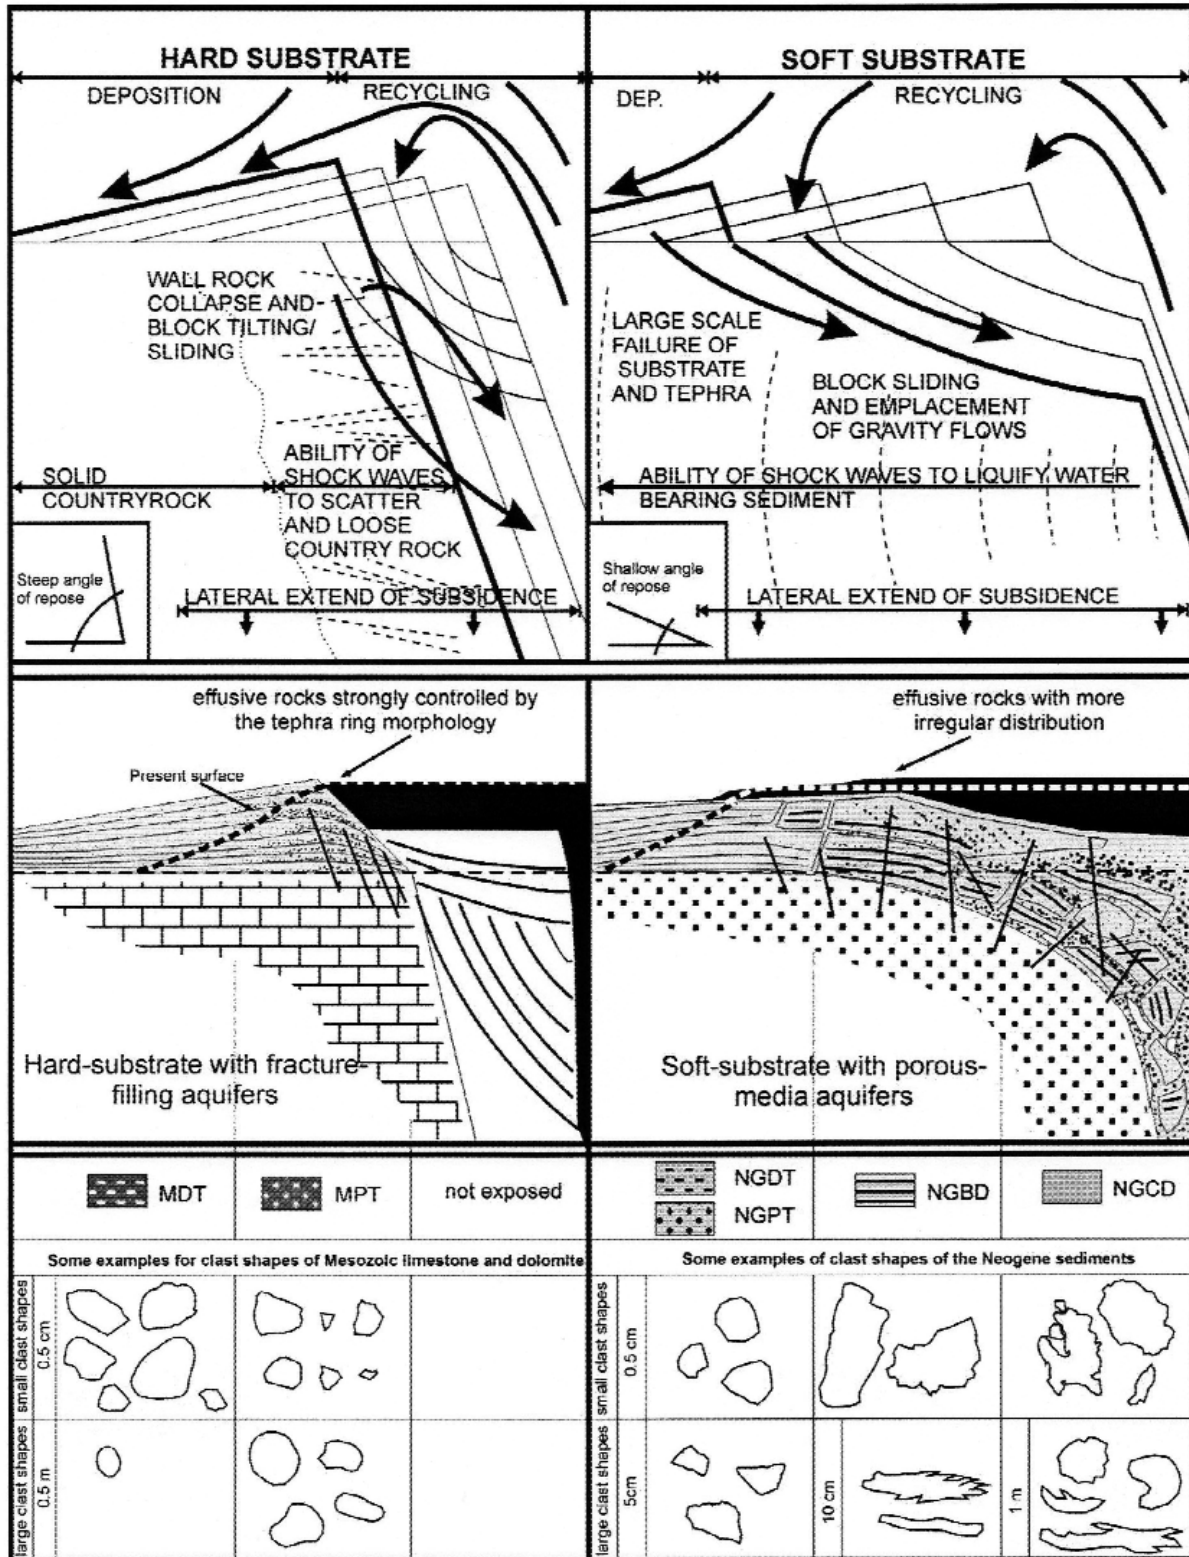 HARD SUBSTRATE
DEPOSITION
RECYCLING
WALL ROCK
COLLAPSE AND
BLOCK TILTING/
SLIDING
SOLID
COUNTRYROCK
ABILITY OF
SHOCK WAVES
TO SCATTER
AND LOOSE
COUNTRY ROCK
Steep angle
of repose
LATERAL EXTEND OF SUBSIDENCE
SOFT SUBSTRATE
DEP.
RECYCLING
LARGE SCALE
FAILURE OF
SUBSTRATE
AND TEPHRA
BLOCK SLIDING
AND EMPLACEMENT
OF GRAVITY FLOWS
ABILITY OF SHOCK WAVES TO LIQUIFY WATER
BEARING SEDIMENT
Shallow angle
of repose
LATERAL EXTEND OF SUBSIDENCE
effusive rocks strongly controlled by
the tephra ring morphology
Present surface
Hard-substrate with fracture-
filling aquifers
effusive rocks with more
irregular distribution
Soft-substrate with porous-
media aquifers
MDT
MPT
not exposed
NGDT
NGPT
NGBD
NGCD
Some examples for clast shapes of Mesozoic limestone and dolomite
small clast shapes
0.5 cm
large clast shapes
0.5 m
Some examples of clast shapes of the Neogene sediments
small clast shapes
0.5 cm
large clast shapes
5cm
10 cm
1 m